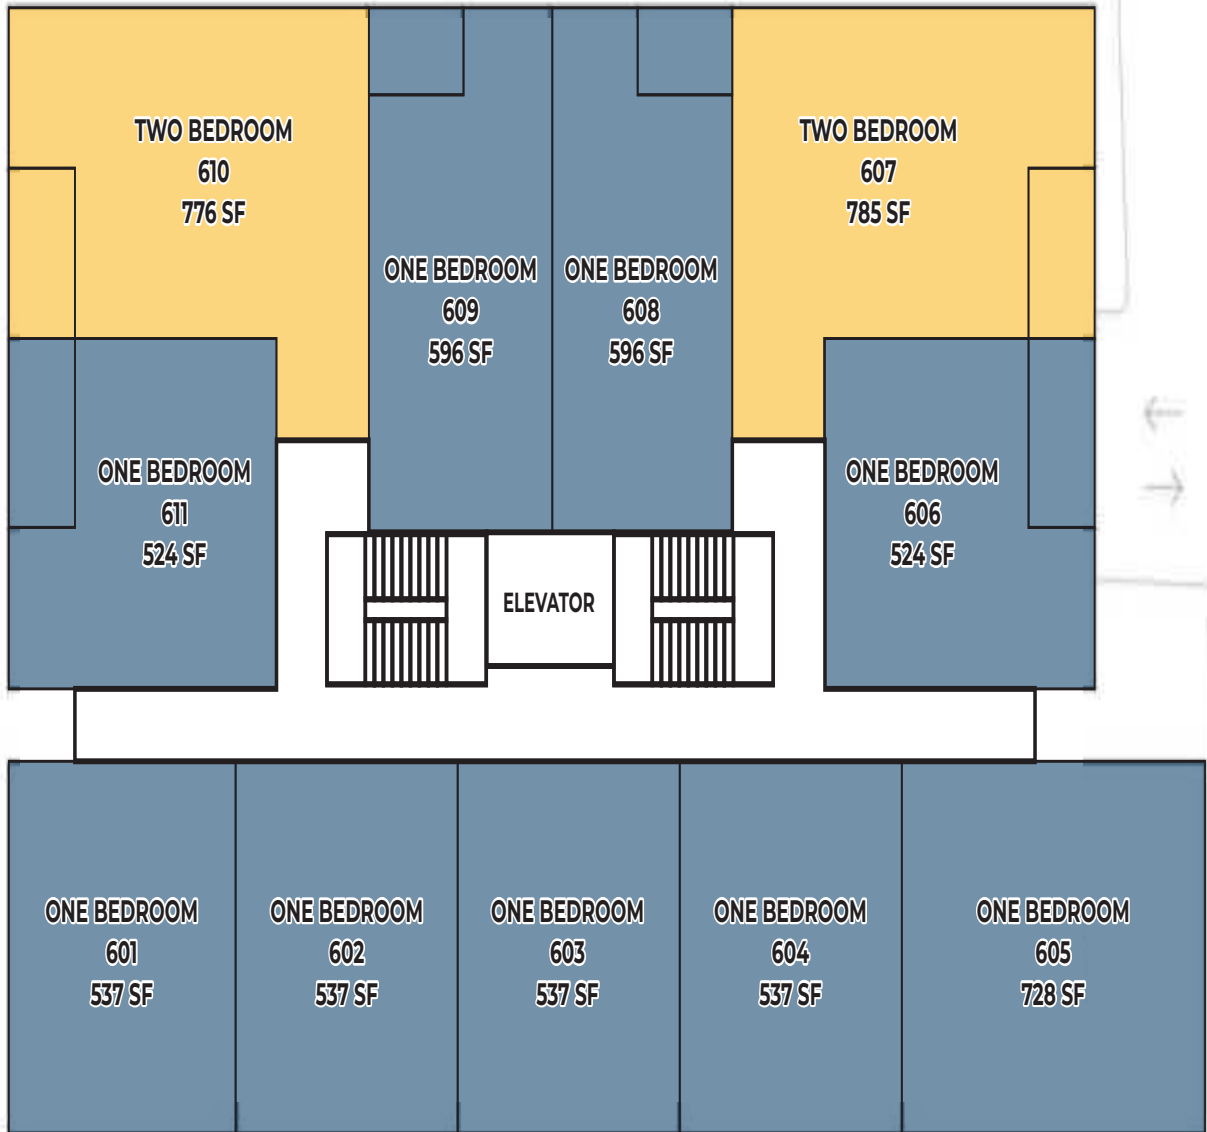 TWO BEDROOM
610
776 SF
TWO BEDROOM
607
785 SF
ONE BEDROOM
609
596 SF
ONE BEDROOM
608
596 SF
ONE BEDROOM
611
524 SF
ONE BEDROOM
606
524 SF
ELEVATOR
ONE BEDROOM
601
537 SF
ONE BEDROOM
602
537 SF
ONE BEDROOM
603
537 SF
ONE BEDROOM
604
537 SF
ONE BEDROOM
605
728 SF